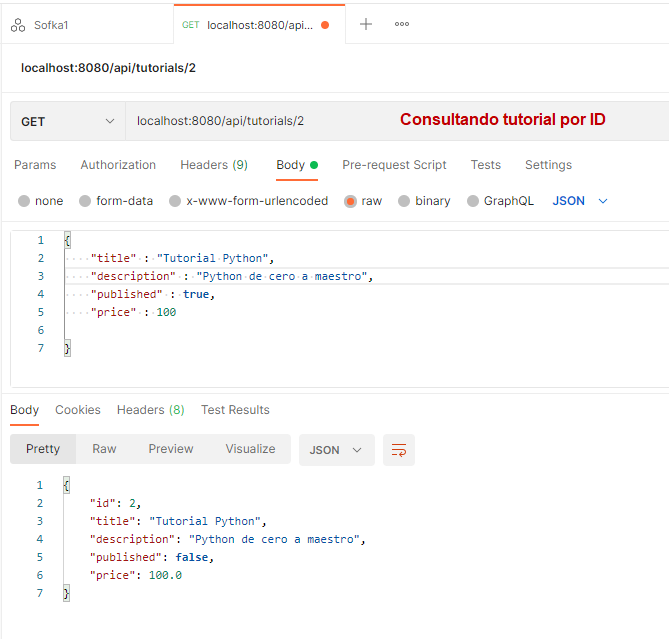 Sofka1
GET localhost:8080/api...
localhost:8080/api/tutorials/2
GET localhost:8080/api/tutorials/2 Consultando tutorial por ID
Params Authorization Headers (9) Body Pre-request Script Tests Settings
none form-data x-www-form-urlencoded raw binary GraphQL JSON
1 {
2 "title" : "Tutorial Python",
3 "description" : "Python de cero a maestro",
4 "published" : true,
5 "price" : 100
6
7 }
Body Cookies Headers (8) Test Results
Pretty Raw Preview Visualize JSON
1 {
2 "id": 2,
3 "title": "Tutorial Python",
4 "description": "Python de cero a maestro",
5 "published": false,
6 "price": 100.0
7 }